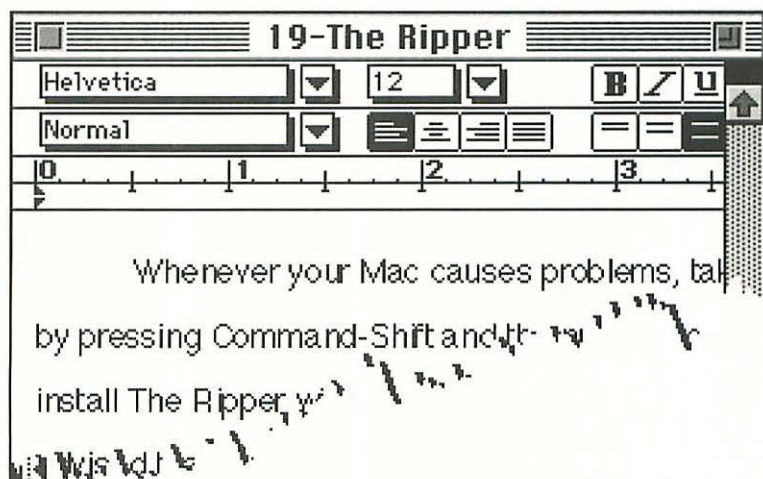 19-The Ripper
Helvetica 12 B I U
Normal
0 1 2 3
Whenever your Mac causes problems,
by pressing Command-Shift and
install The Ripper,